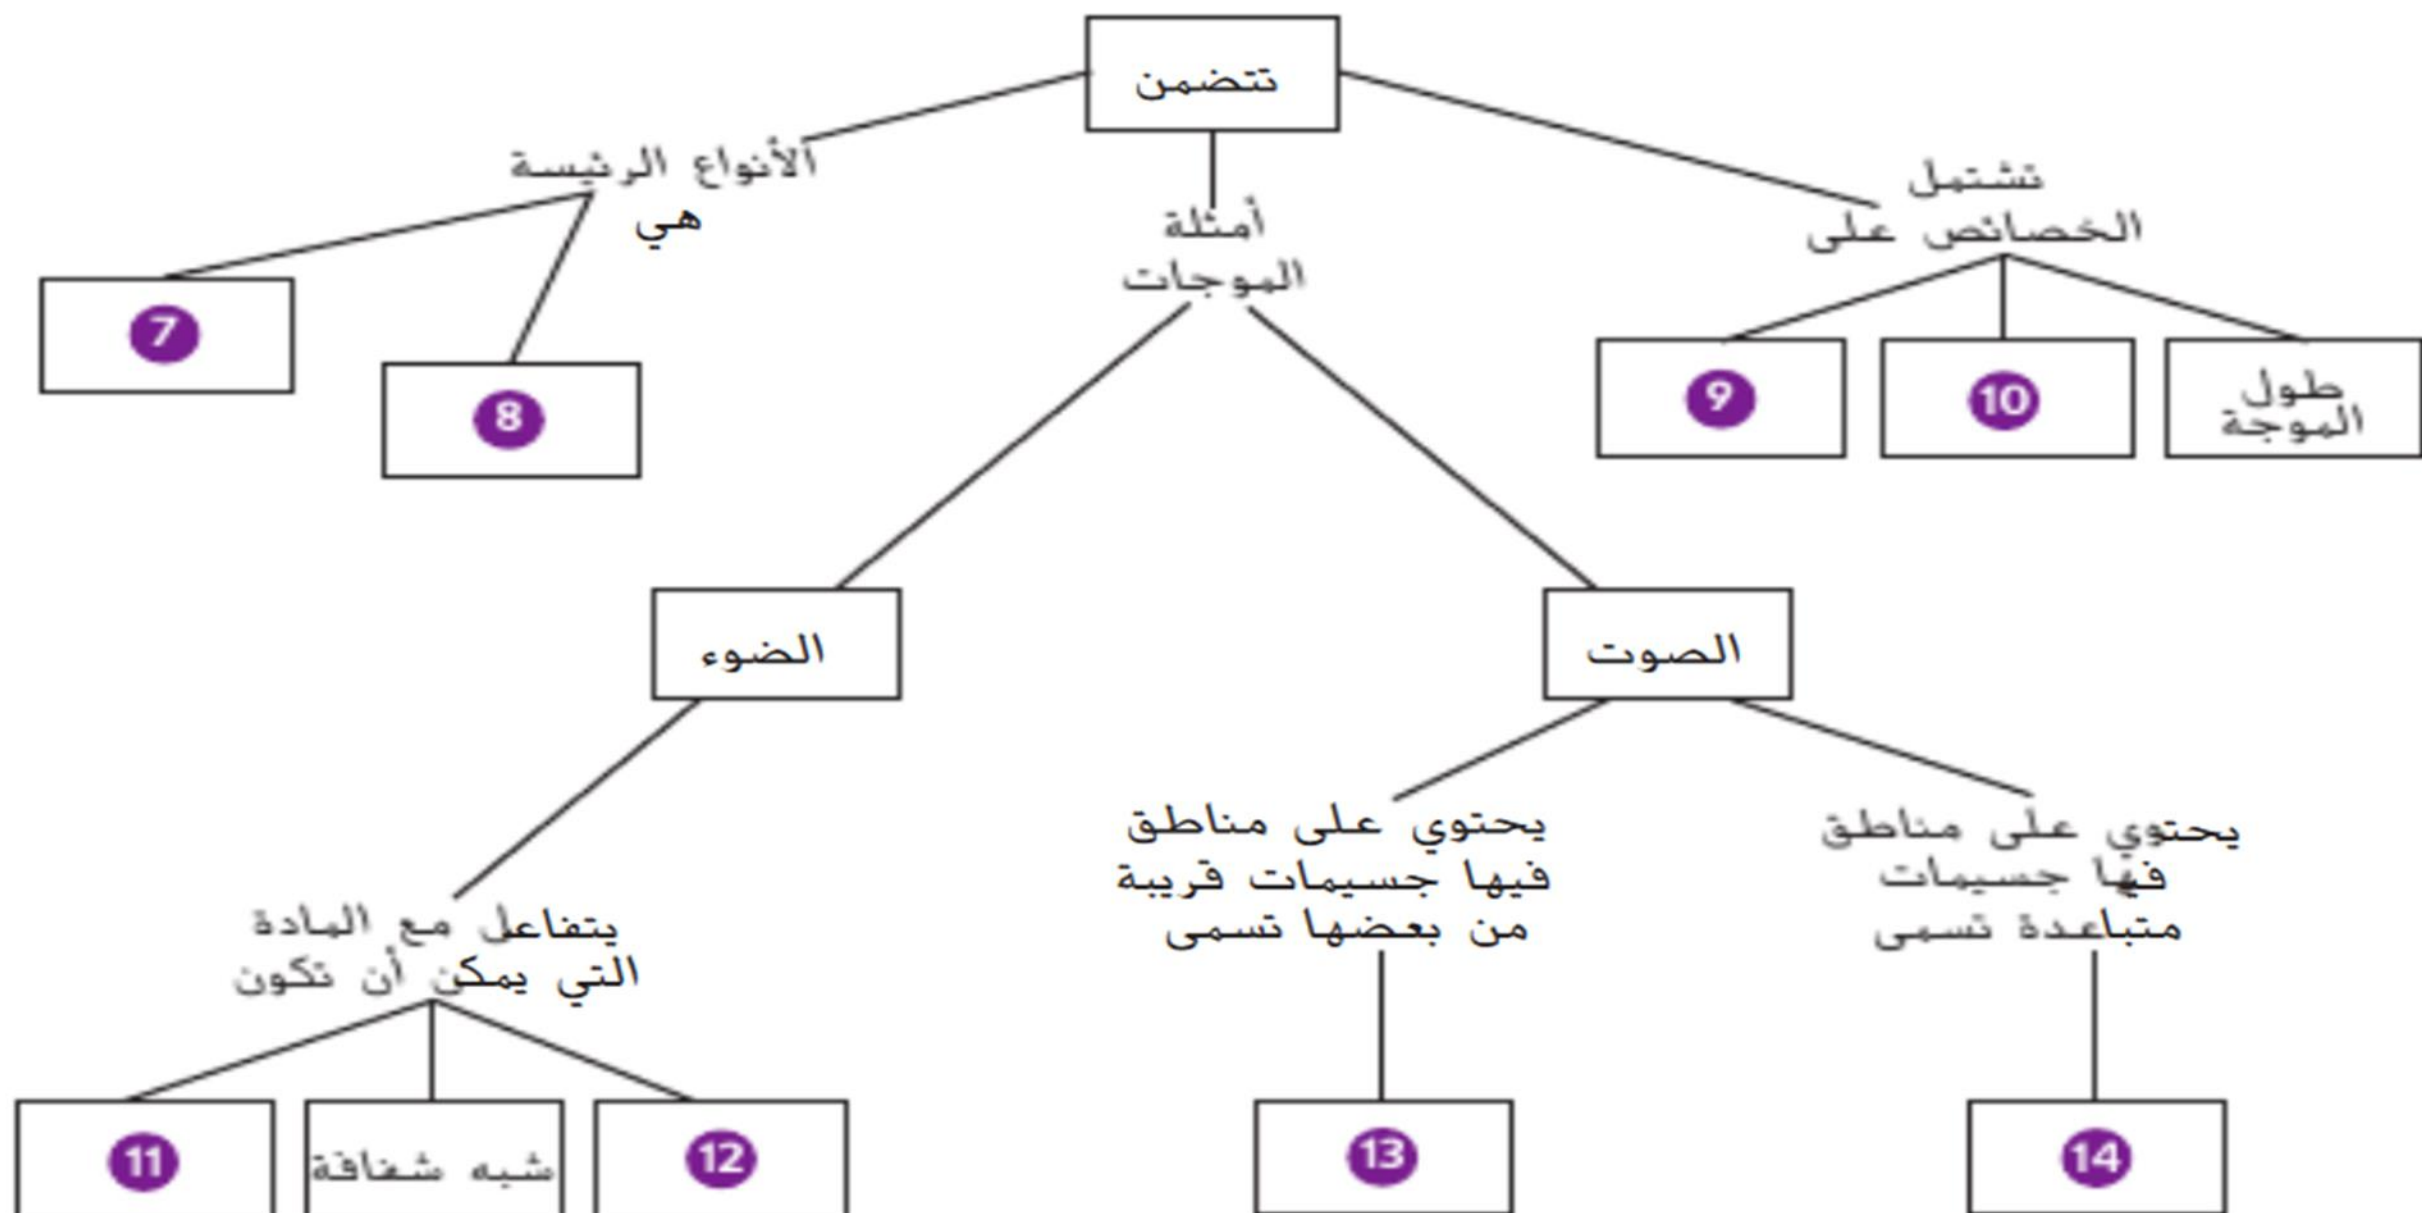 تتضمن
تشتمل
الخصائص على
طول
الموجة
10
9
أمثلة
الموجات
الأنواع الرئيسة
هي
8
7
الصوت
يحتوي على مناطق
فيها جسيمات
متباعدة تسمى
14
يحتوي على مناطق
فيها جسيمات قريبة
من بعضها تسمى
13
الضوء
يتفاعل مع المادة
التي يمكن أن تكون
12
شبه شفافة
11